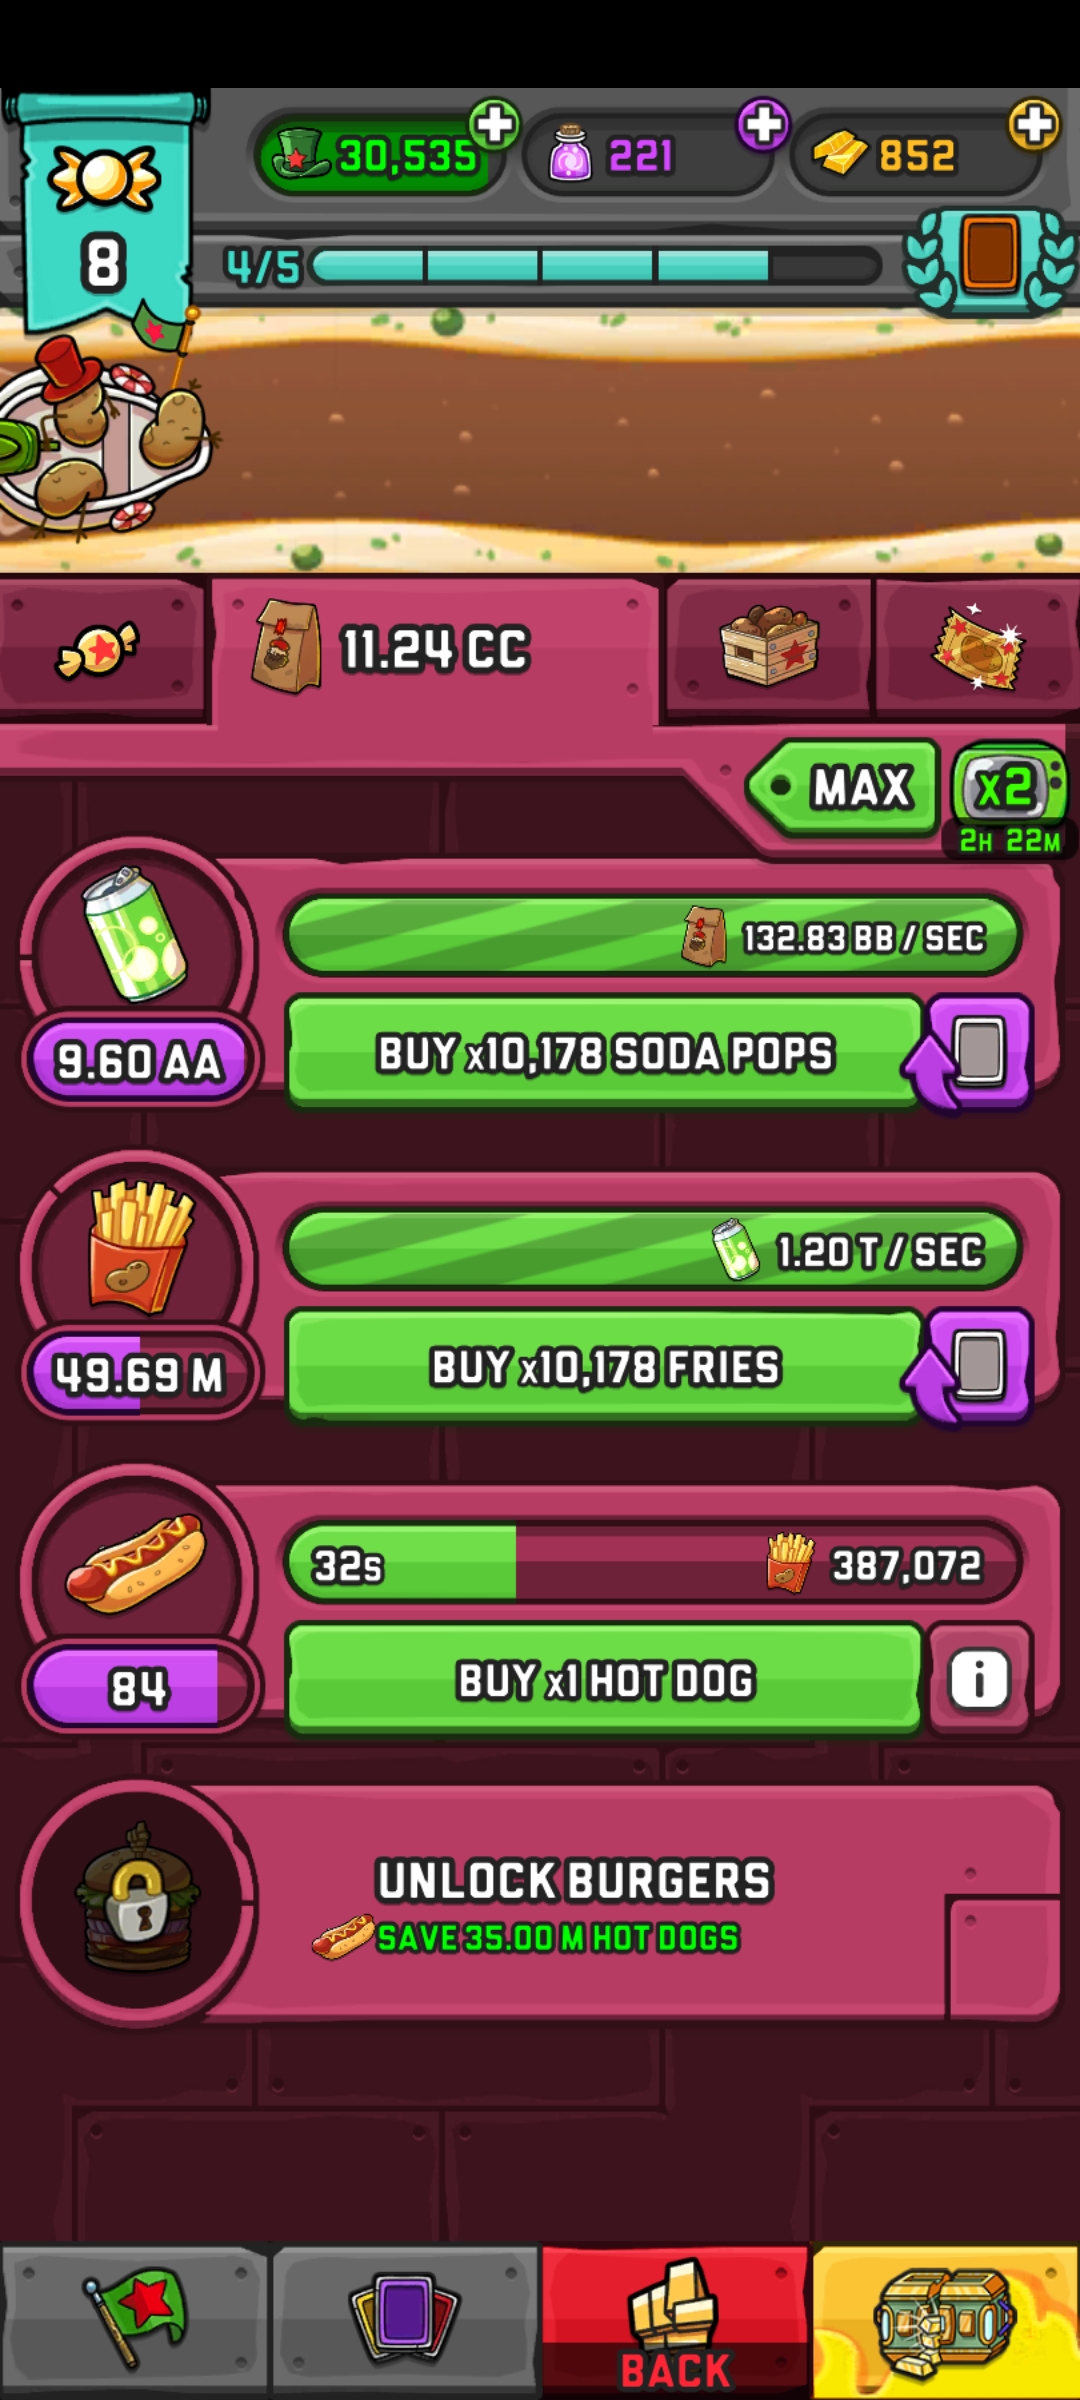 30,535
221
852
8
4/5
11.24 CC
MAX
x2
2H 22M
132.83 BB / SEC
9.60 AA
BUY x10,178 SODA POPS
1.20 T / SEC
49.69 M
BUY x10,178 FRIES
32s
387,072
84
BUY x1 HOT DOG
i
UNLOCK BURGERS
SAVE 35.00 M HOT DOGS
BACK